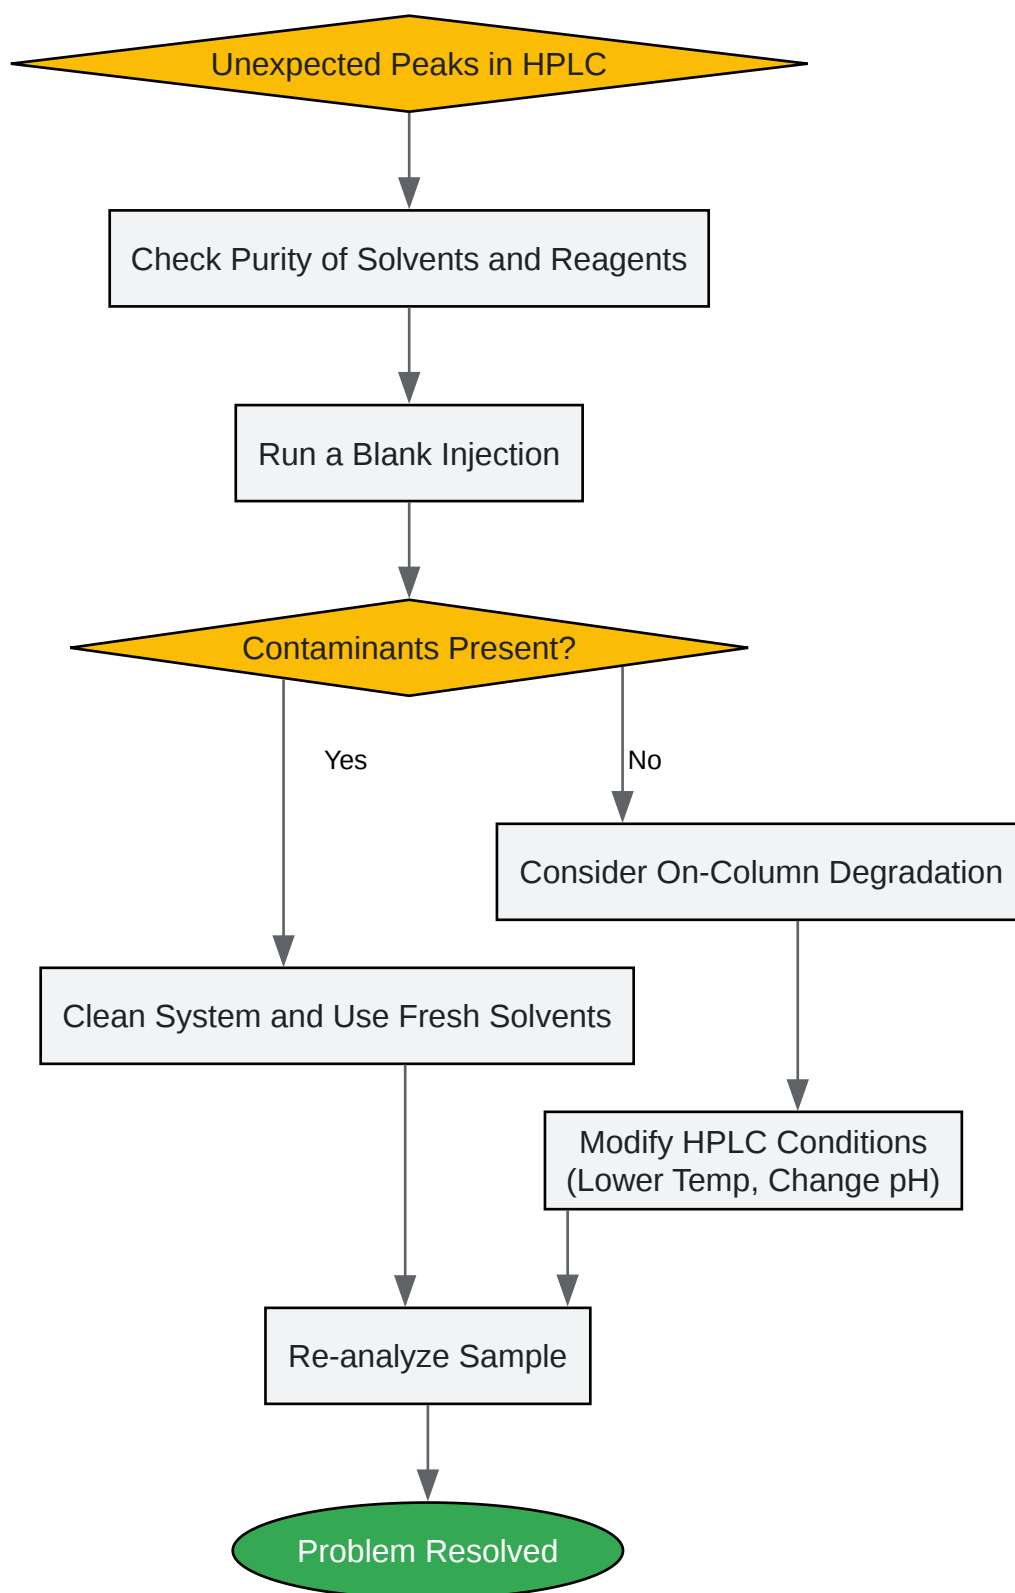 Unexpected Peaks in HPLC
Check Purity of Solvents and Reagents
Run a Blank Injection
Contaminants Present?
Yes
No
Consider On-Column Degradation
Clean System and Use Fresh Solvents
Modify HPLC Conditions
(Lower Temp, Change pH)
Re-analyze Sample
Problem Resolved